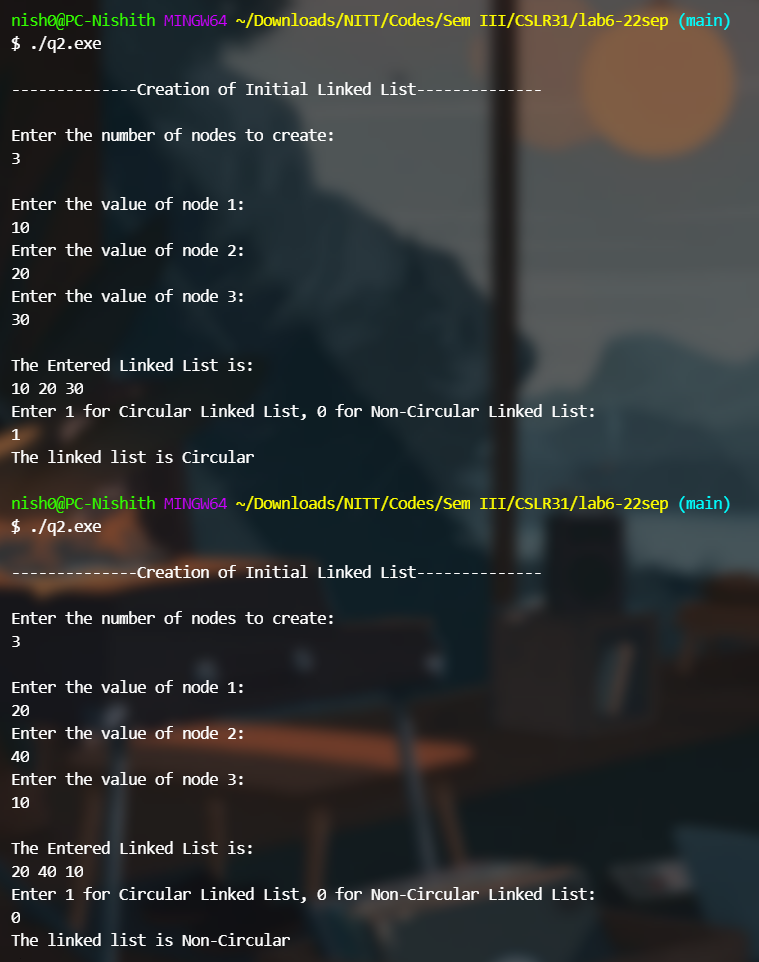 nish0@PC-Nishith MINGW64 ~/Downloads/NITT/Codes/Sem III/CSLR31/lab6-22sep (main)
$ ./q2.exe
--------------Creation of Initial Linked List--------------
Enter the number of nodes to create:
3
Enter the value of node 1:
10
Enter the value of node 2:
20
Enter the value of node 3:
30
The Entered Linked List is:
10 20 30
Enter 1 for Circular Linked List, 0 for Non-Circular Linked List:
1
The linked list is Circular
nish0@PC-Nishith MINGW64 ~/Downloads/NITT/Codes/Sem III/CSLR31/lab6-22sep (main)
$ ./q2.exe
--------------Creation of Initial Linked List--------------
Enter the number of nodes to create:
3
Enter the value of node 1:
20
Enter the value of node 2:
40
Enter the value of node 3:
10
The Entered Linked List is:
20 40 10
Enter 1 for Circular Linked List, 0 for Non-Circular Linked List:
0
The linked list is Non-Circular